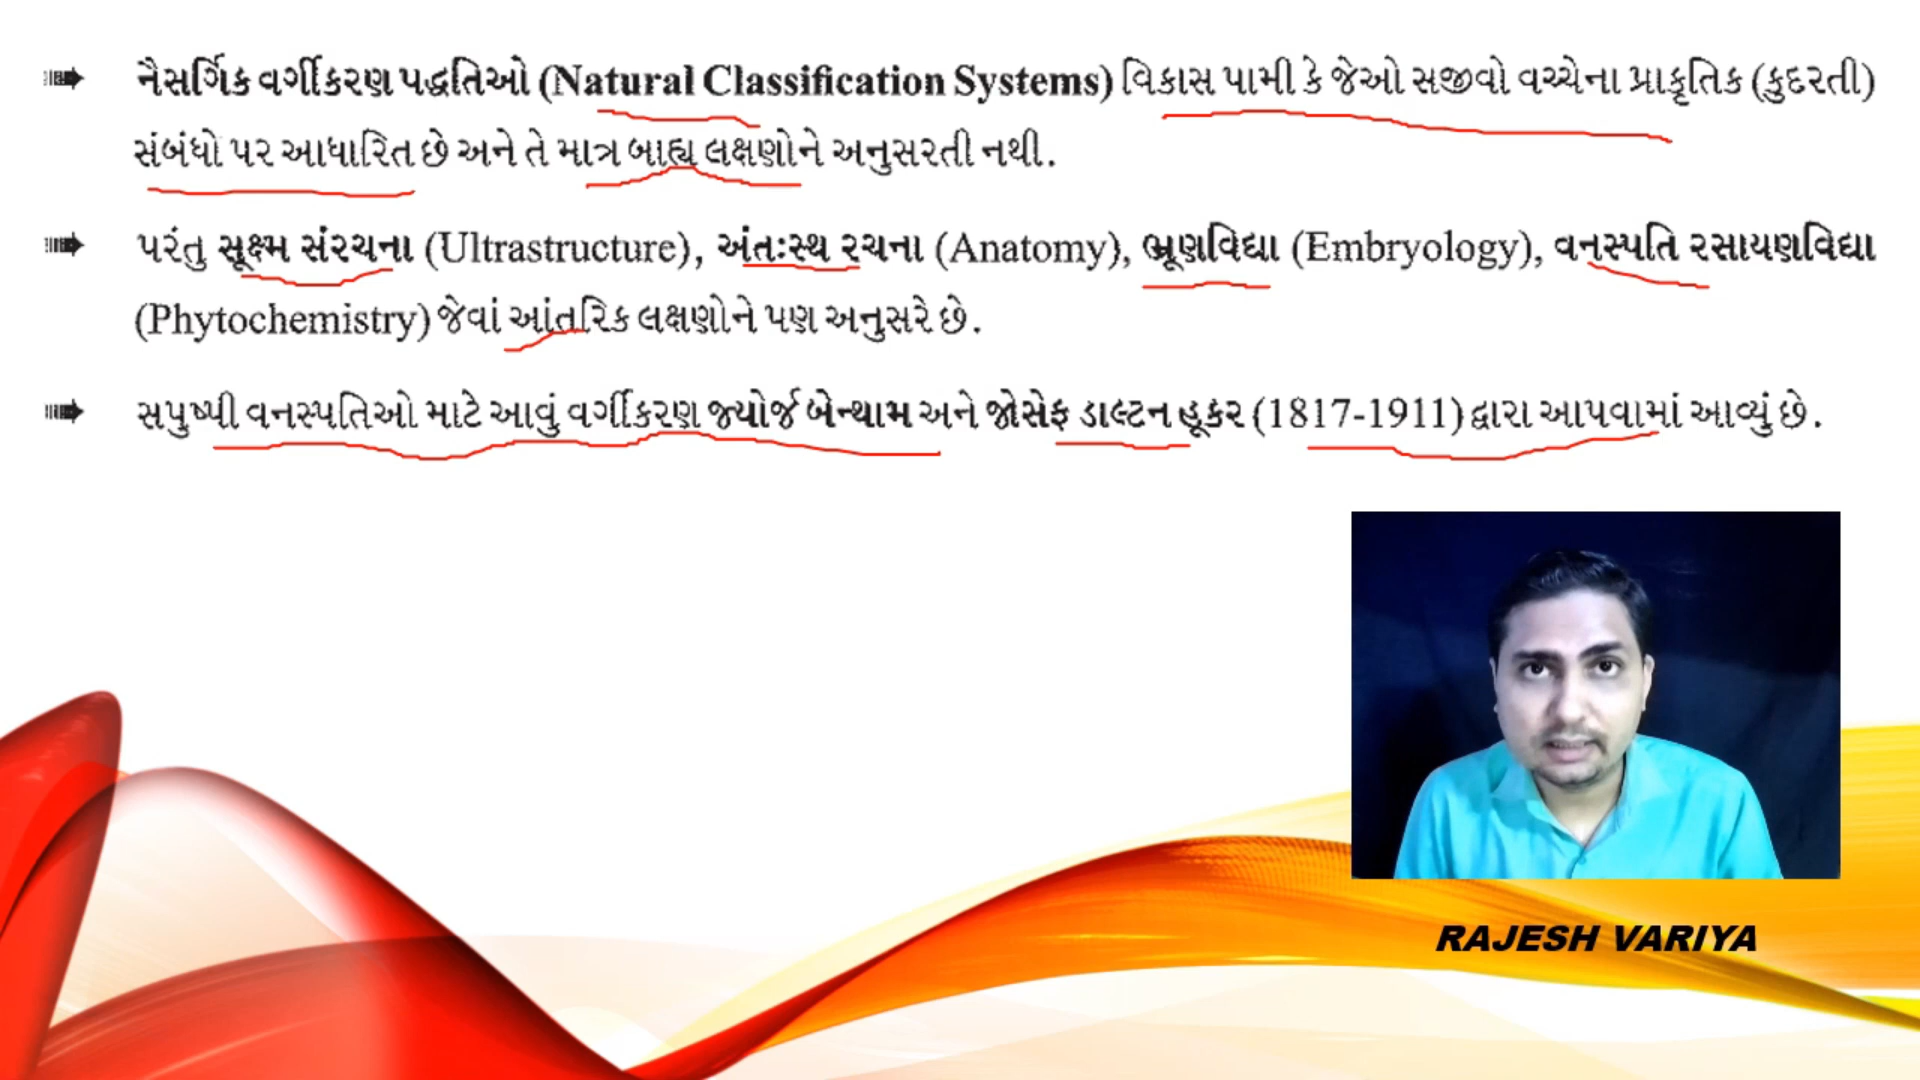 નૈસર્ગિક વર્ગીકરણ પદ્ધતિઓ (Natural Classification Systems) વિકાસ પામી કે જેઓ સજીવો વચ્ચેના પ્રાકૃતિક (કુદરતી)
સંબંધો પર આધારિત છે અને તે માત્ર બાહ્ય લક્ષણોને અનુસરતી નથી.
પરંતુ સૂક્ષ્મ સંરચના (Ultrastructure), અંતઃસ્થ રચના (Anatomy), ભ્રૂણવિદ્યા (Embryology), વનસ્પતિ રસાયણવિદ્યા
(Phytochemistry) જેવાં આંતરિક લક્ષણોને પણ અનુસરે છે.
સપુષ્પી વનસ્પતિઓ માટે આવું વર્ગીકરણ જ્યોર્જ બેન્થામ અને જોસેફ ડાલ્ટન હૂકર (1817-1911) દ્વારા આપવામાં આવ્યું છે.
RAJESH VARIYA